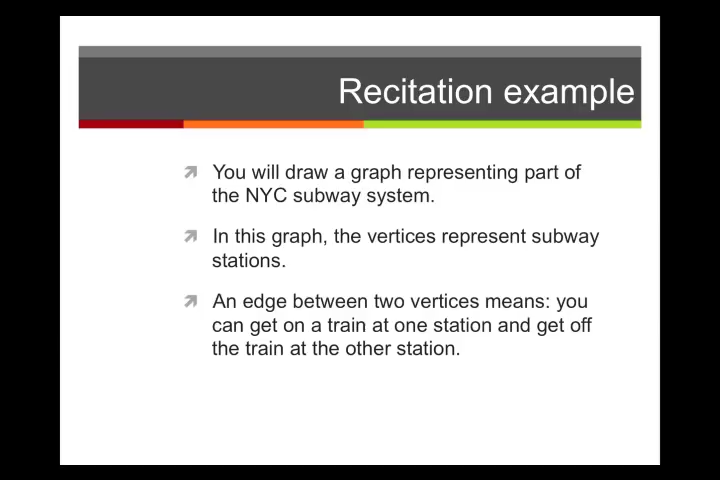 Recitation example
You will draw a graph representing part of
the NYC subway system.
In this graph, the vertices represent subway
stations.
An edge between two vertices means: you
can get on a train at one station and get off
the train at the other station.